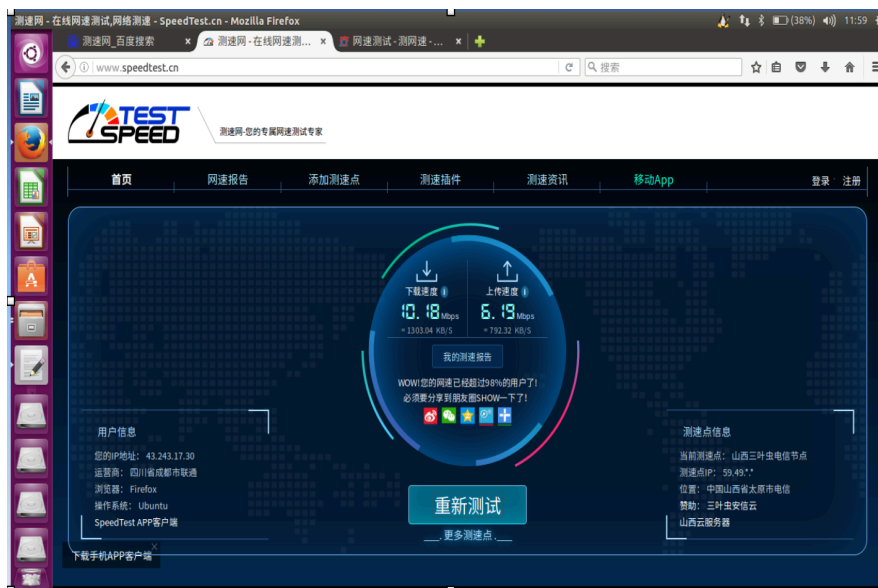 测速网 - 在线网速测试,网络测速 - SpeedTest.cn - Mozilla Firefox
(38%) 11:59
测速网_百度搜索 × 测速网 - 在线网速测... × 网速测试 - 测网速 -... ×
www.speedtest.cn
搜索
TEST
SPEED
测速网-您的专属网速测试专家
首页 网速报告 添加测速点 测速插件 测速资讯 移动App 登录 注册
下载速度 上传速度
10.18 Mbps 6.19 Mbps
=1303.04 KB/S =792.32 KB/S
我的测速报告
WOW!您的网速已经超过98%的用户了!
必须要分享到朋友圈SHOW一下了!
用户信息
您的IP地址: 43.243.17.30
运营商: 四川省成都市联通
浏览器: Firefox
操作系统: Ubuntu
SpeedTest APP客户端
下载手机APP客户端 ×
重新测试
___.更多测速点.___
测速点信息
当前测速点: 山西三叶虫电信节点
测速点IP: 59.49.*.*
位置: 中国山西省太原市电信
赞助: 三叶虫安信云
山西云服务器